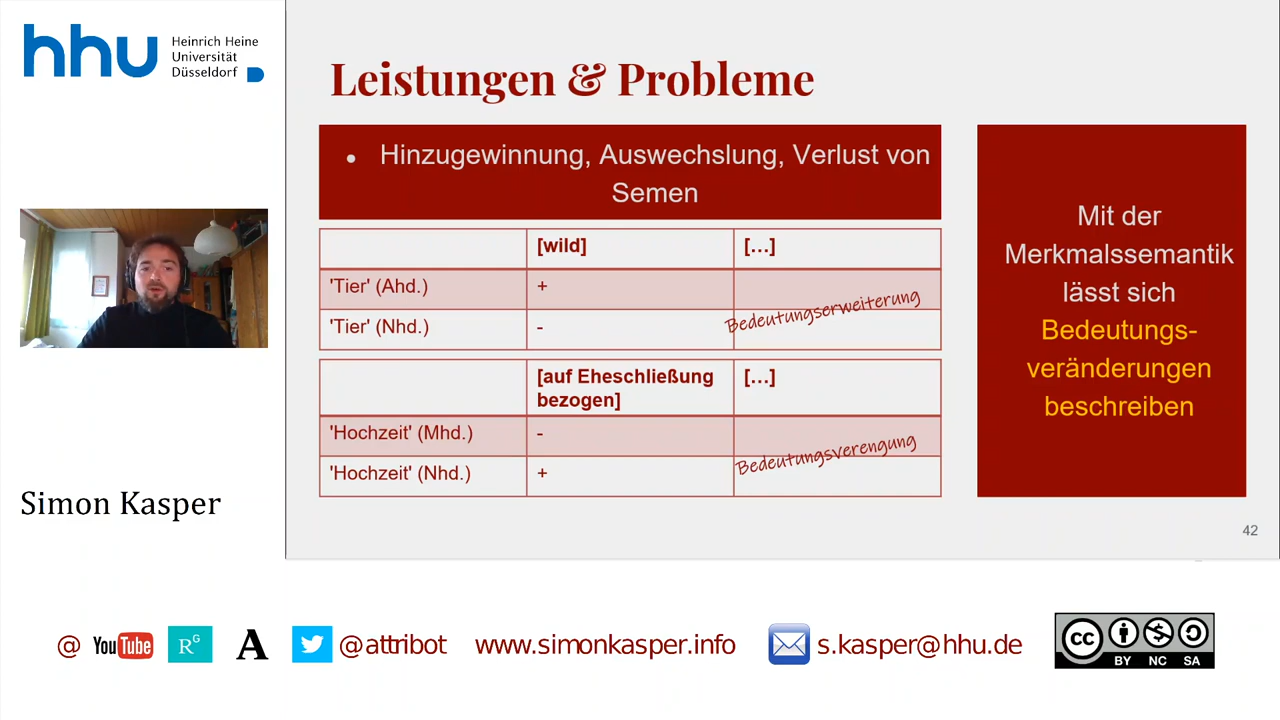 hhu
Heinrich Heine
Universität
Düsseldorf
Leistungen & Probleme
● Hinzugewinnung, Auswechslung, Verlust von
Semen
[wild] […]
'Tier' (Ahd.) +
'Tier' (Nhd.) -
Bedeutungserweiterung
[auf Eheschließung
bezogen] […]
'Hochzeit' (Mhd.) -
'Hochzeit' (Nhd.) +
Bedeutungsverengung
Mit der
Merkmalssemantik
lässt sich
Bedeutungs-
veränderungen
beschreiben
42
Simon Kasper
@ YouTube RG A @attribot www.simonkasper.info s.kasper@hhu.de
cc BY NC SA